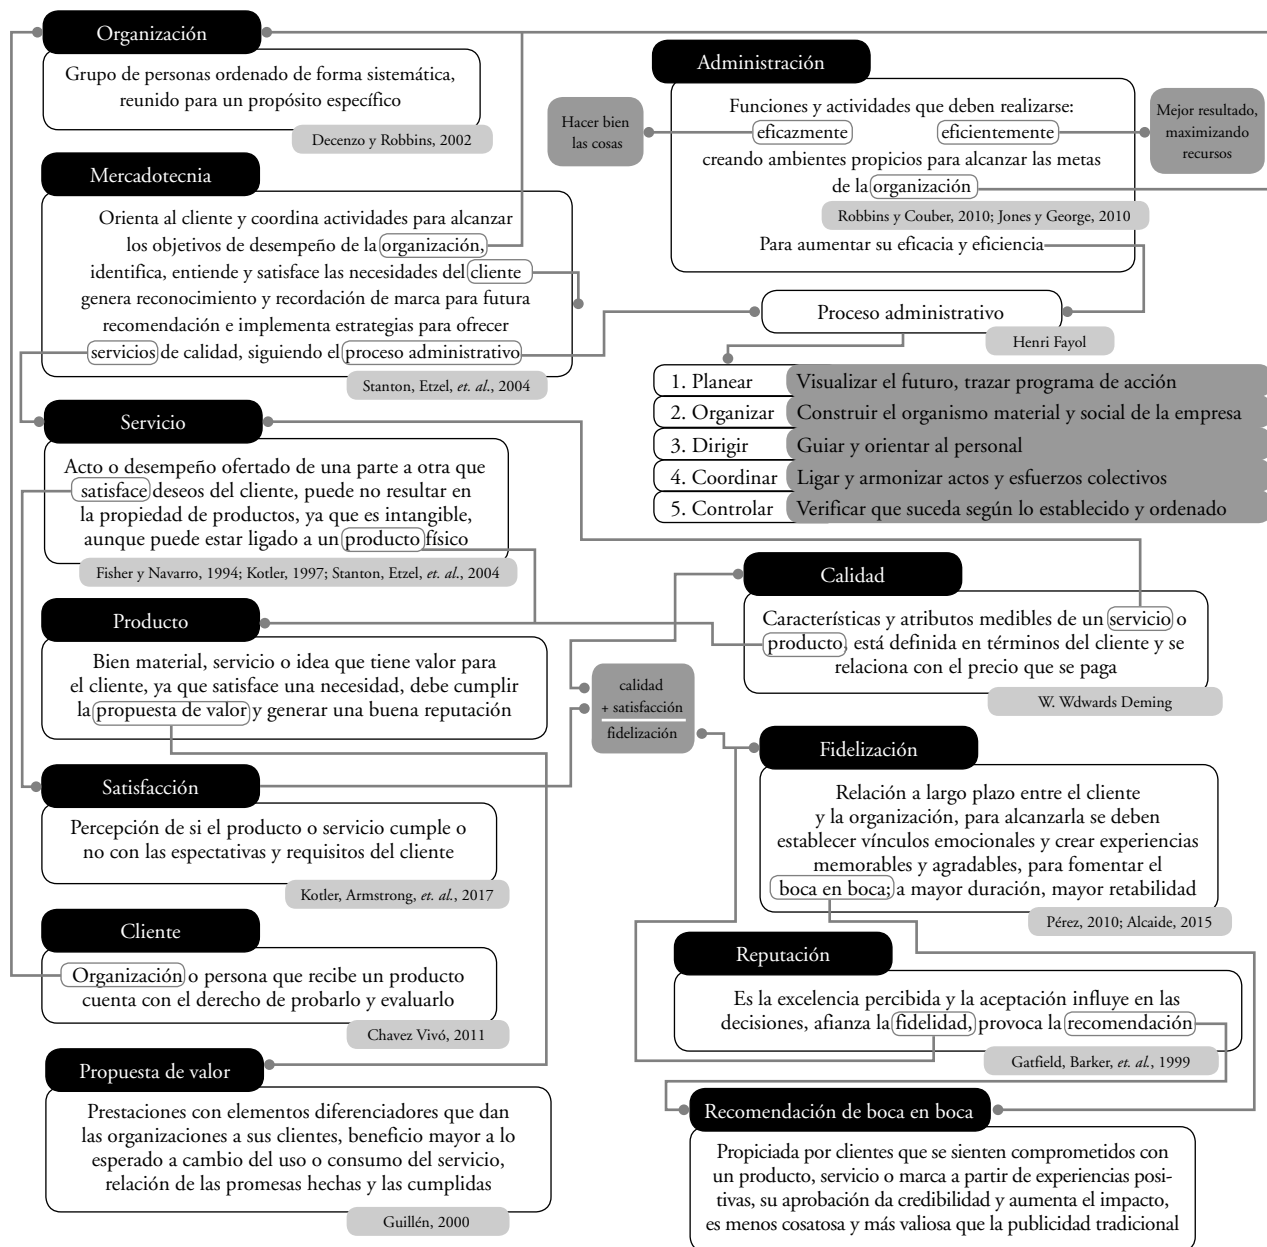 Organización
Grupo de personas ordenado de forma sistemática,
reunido para un propósito específico
Decenzo y Robbins, 2002
Mercadotecnia
Orienta al cliente y coordina actividades para alcanzar
los objetivos de desempeño de la organización,
identifica, entiende y satisface las necesidades del cliente
genera reconocimiento y recordación de marca para futura
recomendación e implementa estrategias para ofrecer
servicios de calidad, siguiendo el proceso administrativo
Stanton, Etzel, et. al., 2004
Servicio
Acto o desempeño ofertado de una parte a otra que
satisface deseos del cliente, puede no resultar en
la propiedad de productos, ya que es intangible,
aunque puede estar ligado a un producto físico
Fisher y Navarro, 1994; Kotler, 1997; Stanton, Etzel, et. al., 2004
Producto
Bien material, servicio o idea que tiene valor para
el cliente, ya que satisface una necesidad, debe cumplir
la propuesta de valor y generar una buena reputación
Satisfacción
Percepción de si el producto o servicio cumple o
no con las espectativas y requisitos del cliente
Kotler, Armstrong, et. al., 2017
Cliente
Organización o persona que recibe un producto
cuenta con el derecho de probarlo y evaluarlo
Chavez Vivó, 2011
Propuesta de valor
Prestaciones con elementos diferenciadores que dan
las organizaciones a sus clientes, beneficio mayor a lo
esperado a cambio del uso o consumo del servicio,
relación de las promesas hechas y las cumplidas
Guillén, 2000
Administración
Funciones y actividades que deben realizarse:
eficazmente eficientemente
creando ambientes propicios para alcanzar las metas
de la organización
Robbins y Couber, 2010; Jones y George, 2010
Para aumentar su eficacia y eficiencia
Hacer bien
las cosas
Mejor resultado,
maximizando
recursos
Proceso administrativo
Henri Fayol
1. Planear Visualizar el futuro, trazar programa de acción
2. Organizar Construir el organismo material y social de la empresa
3. Dirigir Guiar y orientar al personal
4. Coordinar Ligar y armonizar actos y esfuerzos colectivos
5. Controlar Verificar que suceda según lo establecido y ordenado
Calidad
Características y atributos medibles de un servicio o
producto, está definida en términos del cliente y se
relaciona con el precio que se paga
W. Wdwards Deming
calidad
+ satisfacción
fidelización
Fidelización
Relación a largo plazo entre el cliente
y la organización, para alcanzarla se deben
establecer vínculos emocionales y crear experiencias
memorables y agradables, para fomentar el
boca en boca; a mayor duración, mayor retabilidad
Pérez, 2010; Alcaide, 2015
Reputación
Es la excelencia percibida y la aceptación influye en las
decisiones, afianza la fidelidad, provoca la recomendación
Gatfield, Barker, et. al., 1999
Recomendación de boca en boca
Propiciada por clientes que se sienten comprometidos con
un producto, servicio o marca a partir de experiencias posi-
tivas, su aprobación da credibilidad y aumenta el impacto,
es menos cosatosa y más valiosa que la publicidad tradicional